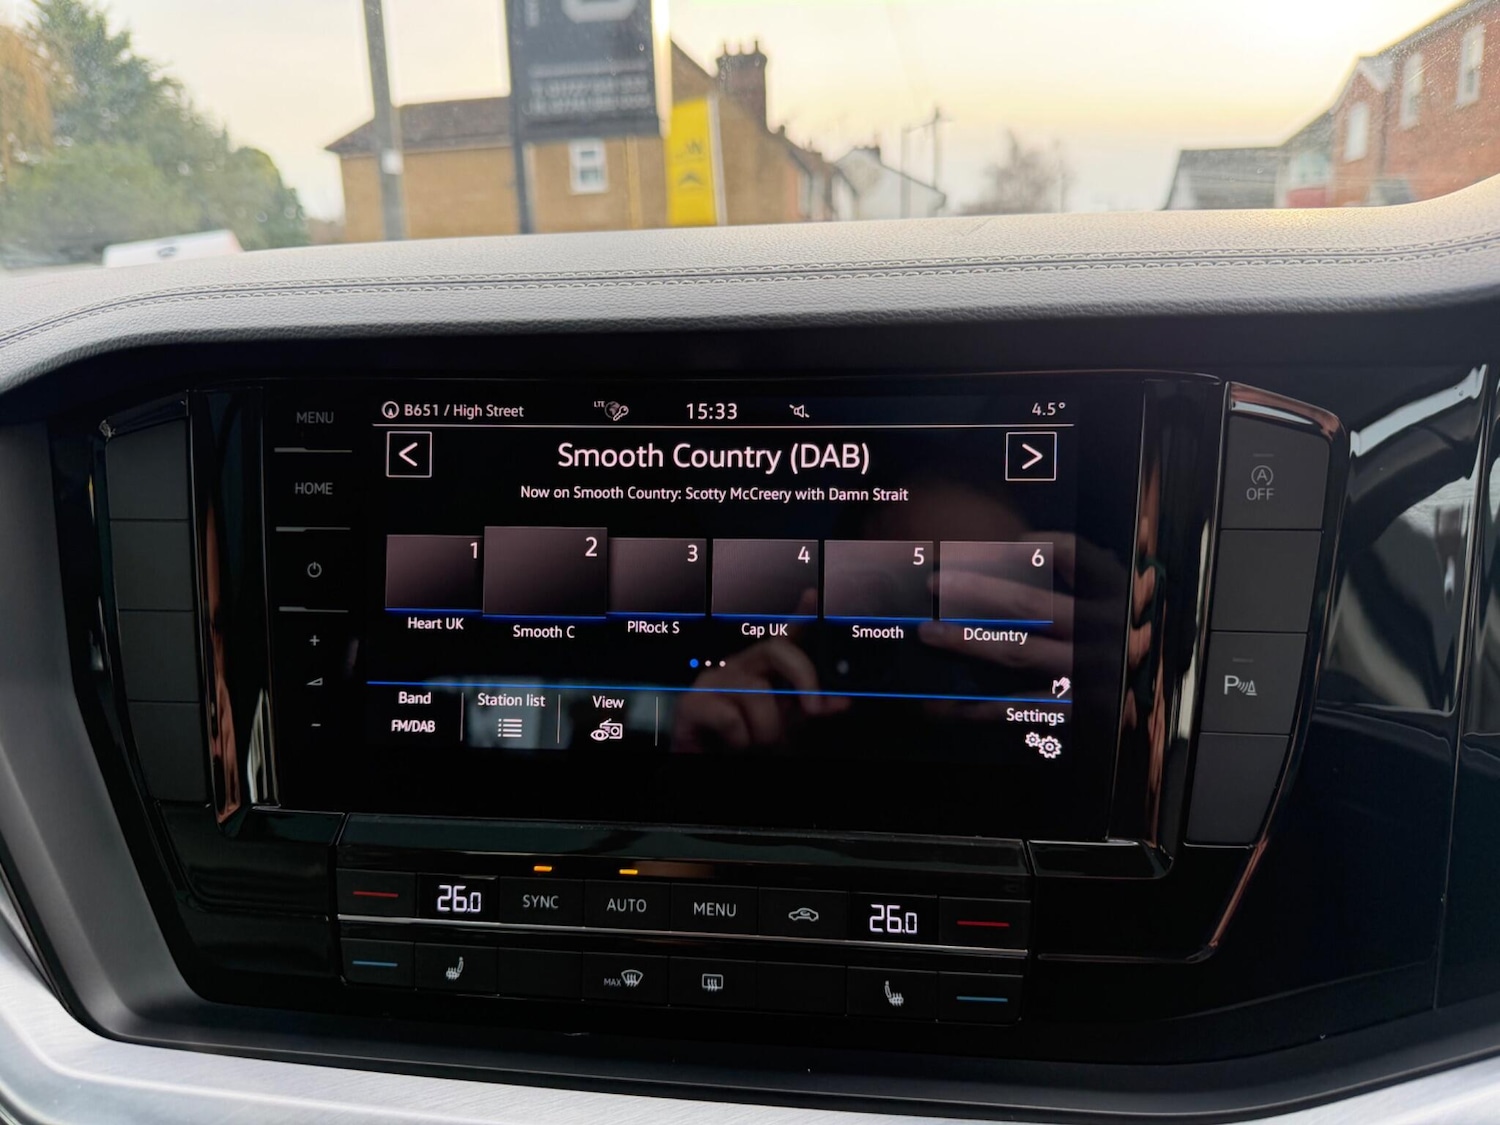 MENU
HOME
+
-
B651 / High Street
LTE
15:33
4.5°
<
Smooth Country (DAB)
>
Now on Smooth Country: Scotty McCreery with Damn Strait
1
2
3
4
5
6
Heart UK
Smooth C
PlRock S
Cap UK
Smooth
DCountry
Band
Station list
View
Settings
FM/DAB
A
OFF
P
26.0
SYNC
AUTO
MENU
26.0
MAX